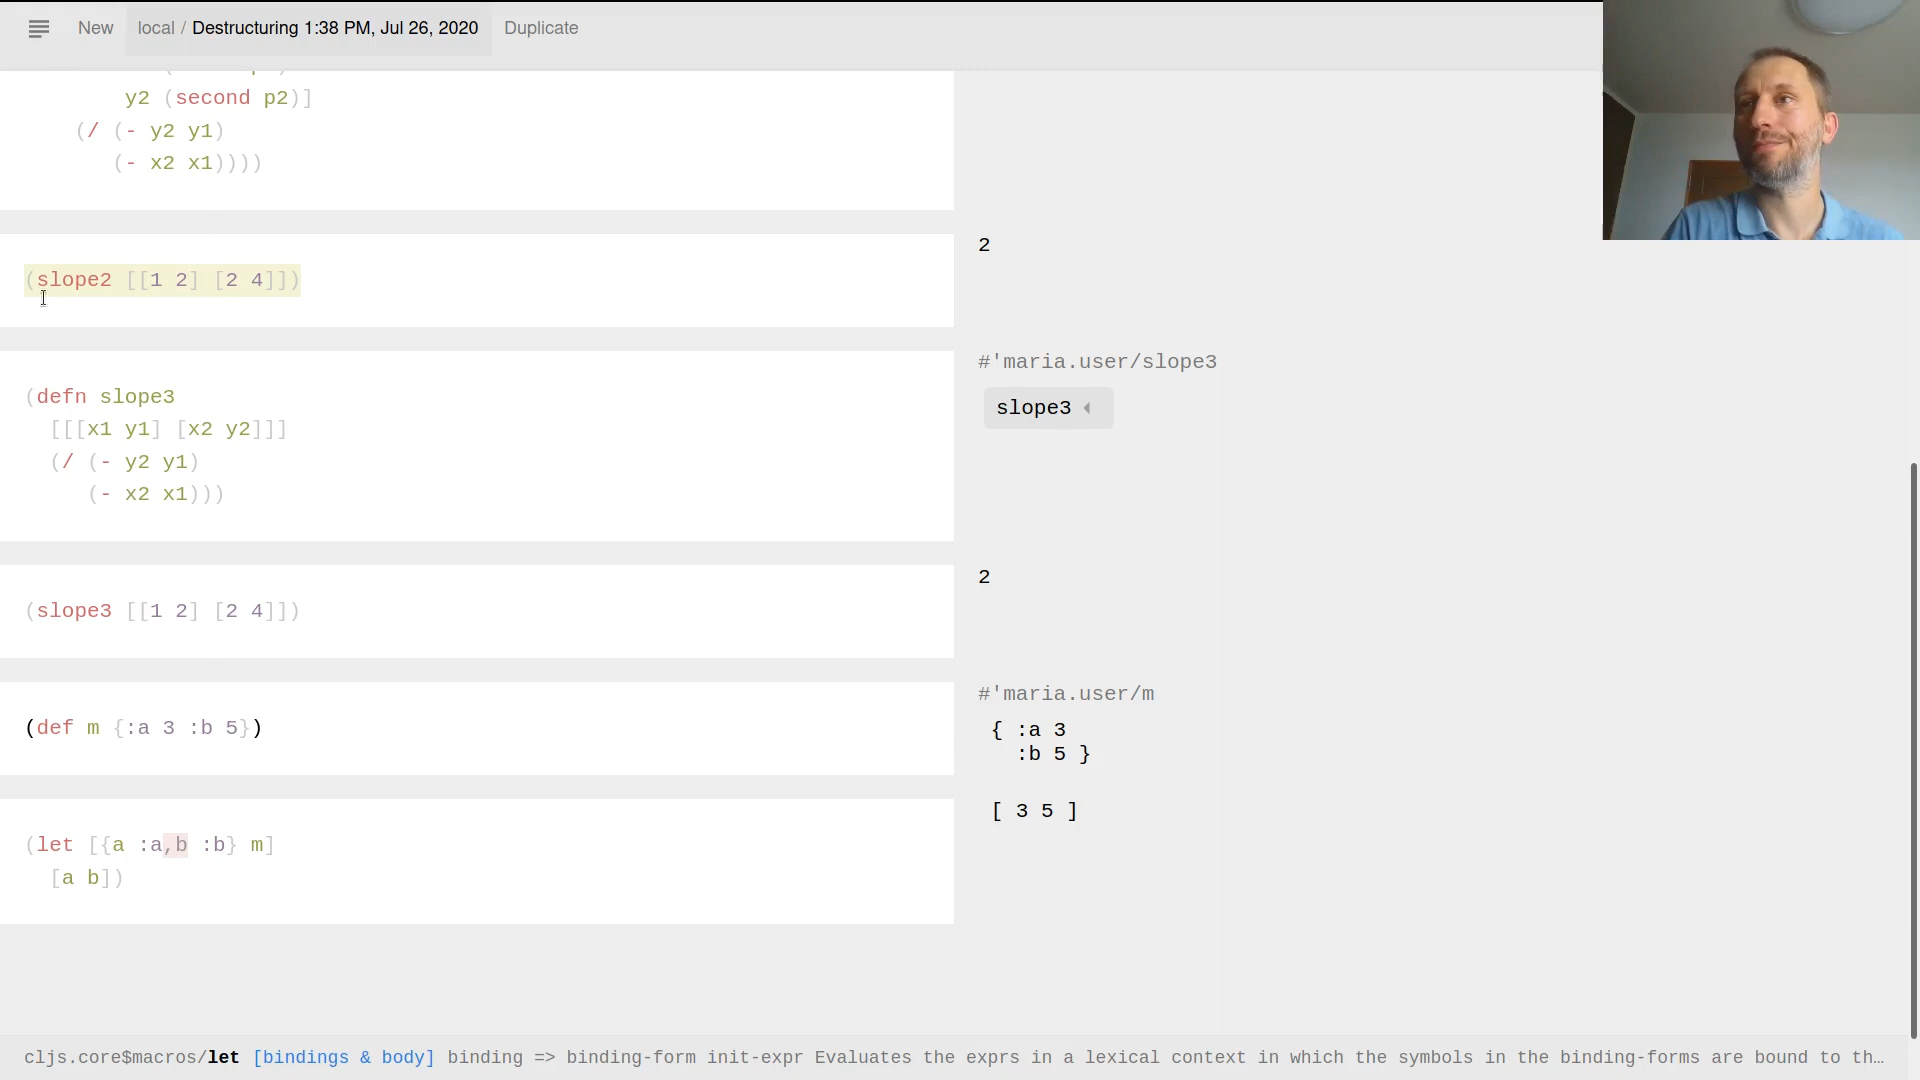 New
local / Destructuring 1:38 PM, Jul 26, 2020
Duplicate
y2 (second p2)]
(/ (- y2 y1)
(- x2 x1))))
(slope2 [[1 2] [2 4]])
2
(defn slope3
[[[x1 y1] [x2 y2]]]
(/ (- y2 y1)
(- x2 x1)))
#'maria.user/slope3
slope3
(slope3 [[1 2] [2 4]])
2
(def m {:a 3 :b 5})
#'maria.user/m
{ :a 3
:b 5 }
(let [{a :a,b :b} m]
[a b])
[ 3 5 ]
cljs.core$macros/let [bindings & body] binding => binding-form init-expr Evaluates the exprs in a lexical context in which the symbols in the binding-forms are bound to th…